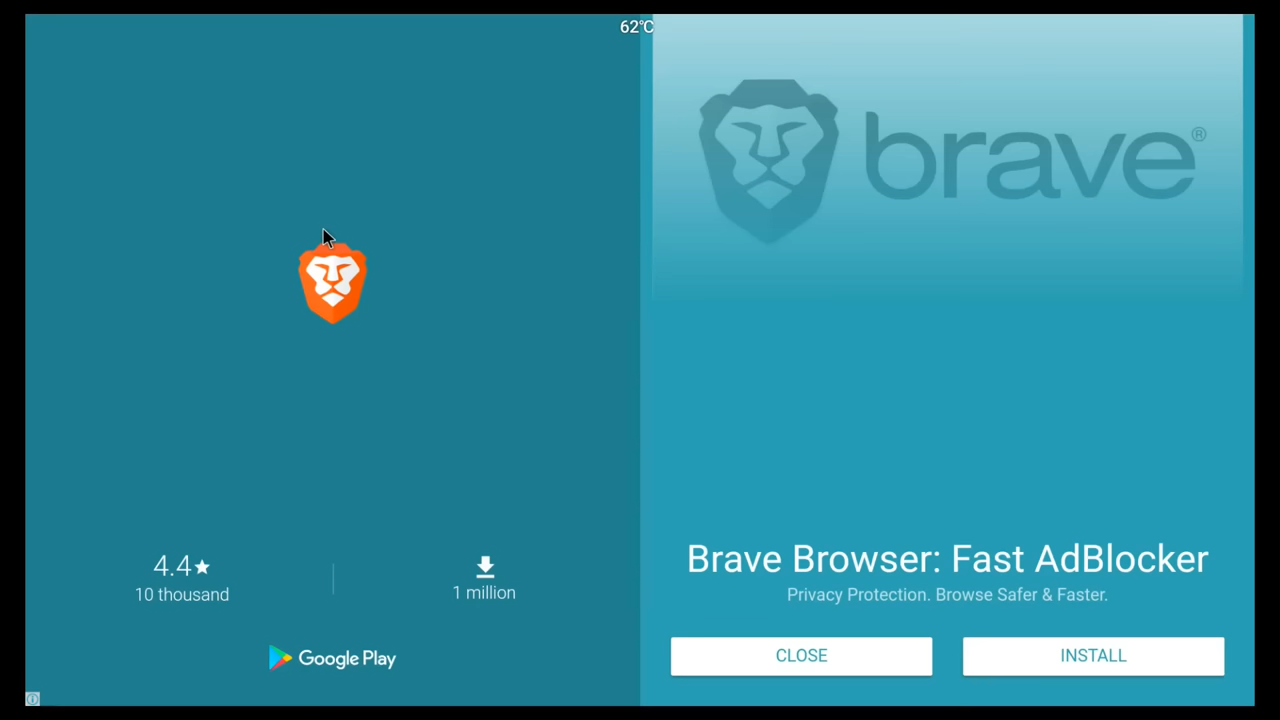 62°C
brave®
4.4★
10 thousand
1 million
Google Play
Brave Browser: Fast AdBlocker
Privacy Protection. Browse Safer & Faster.
CLOSE
INSTALL